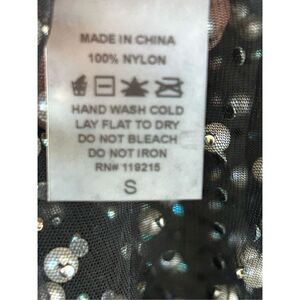 MADE IN CHINA
100% NYLON
HAND WASH COLD
LAY FLAT TO DRY
DO NOT BLEACH
DO NOT IRON
RN# 119215
S